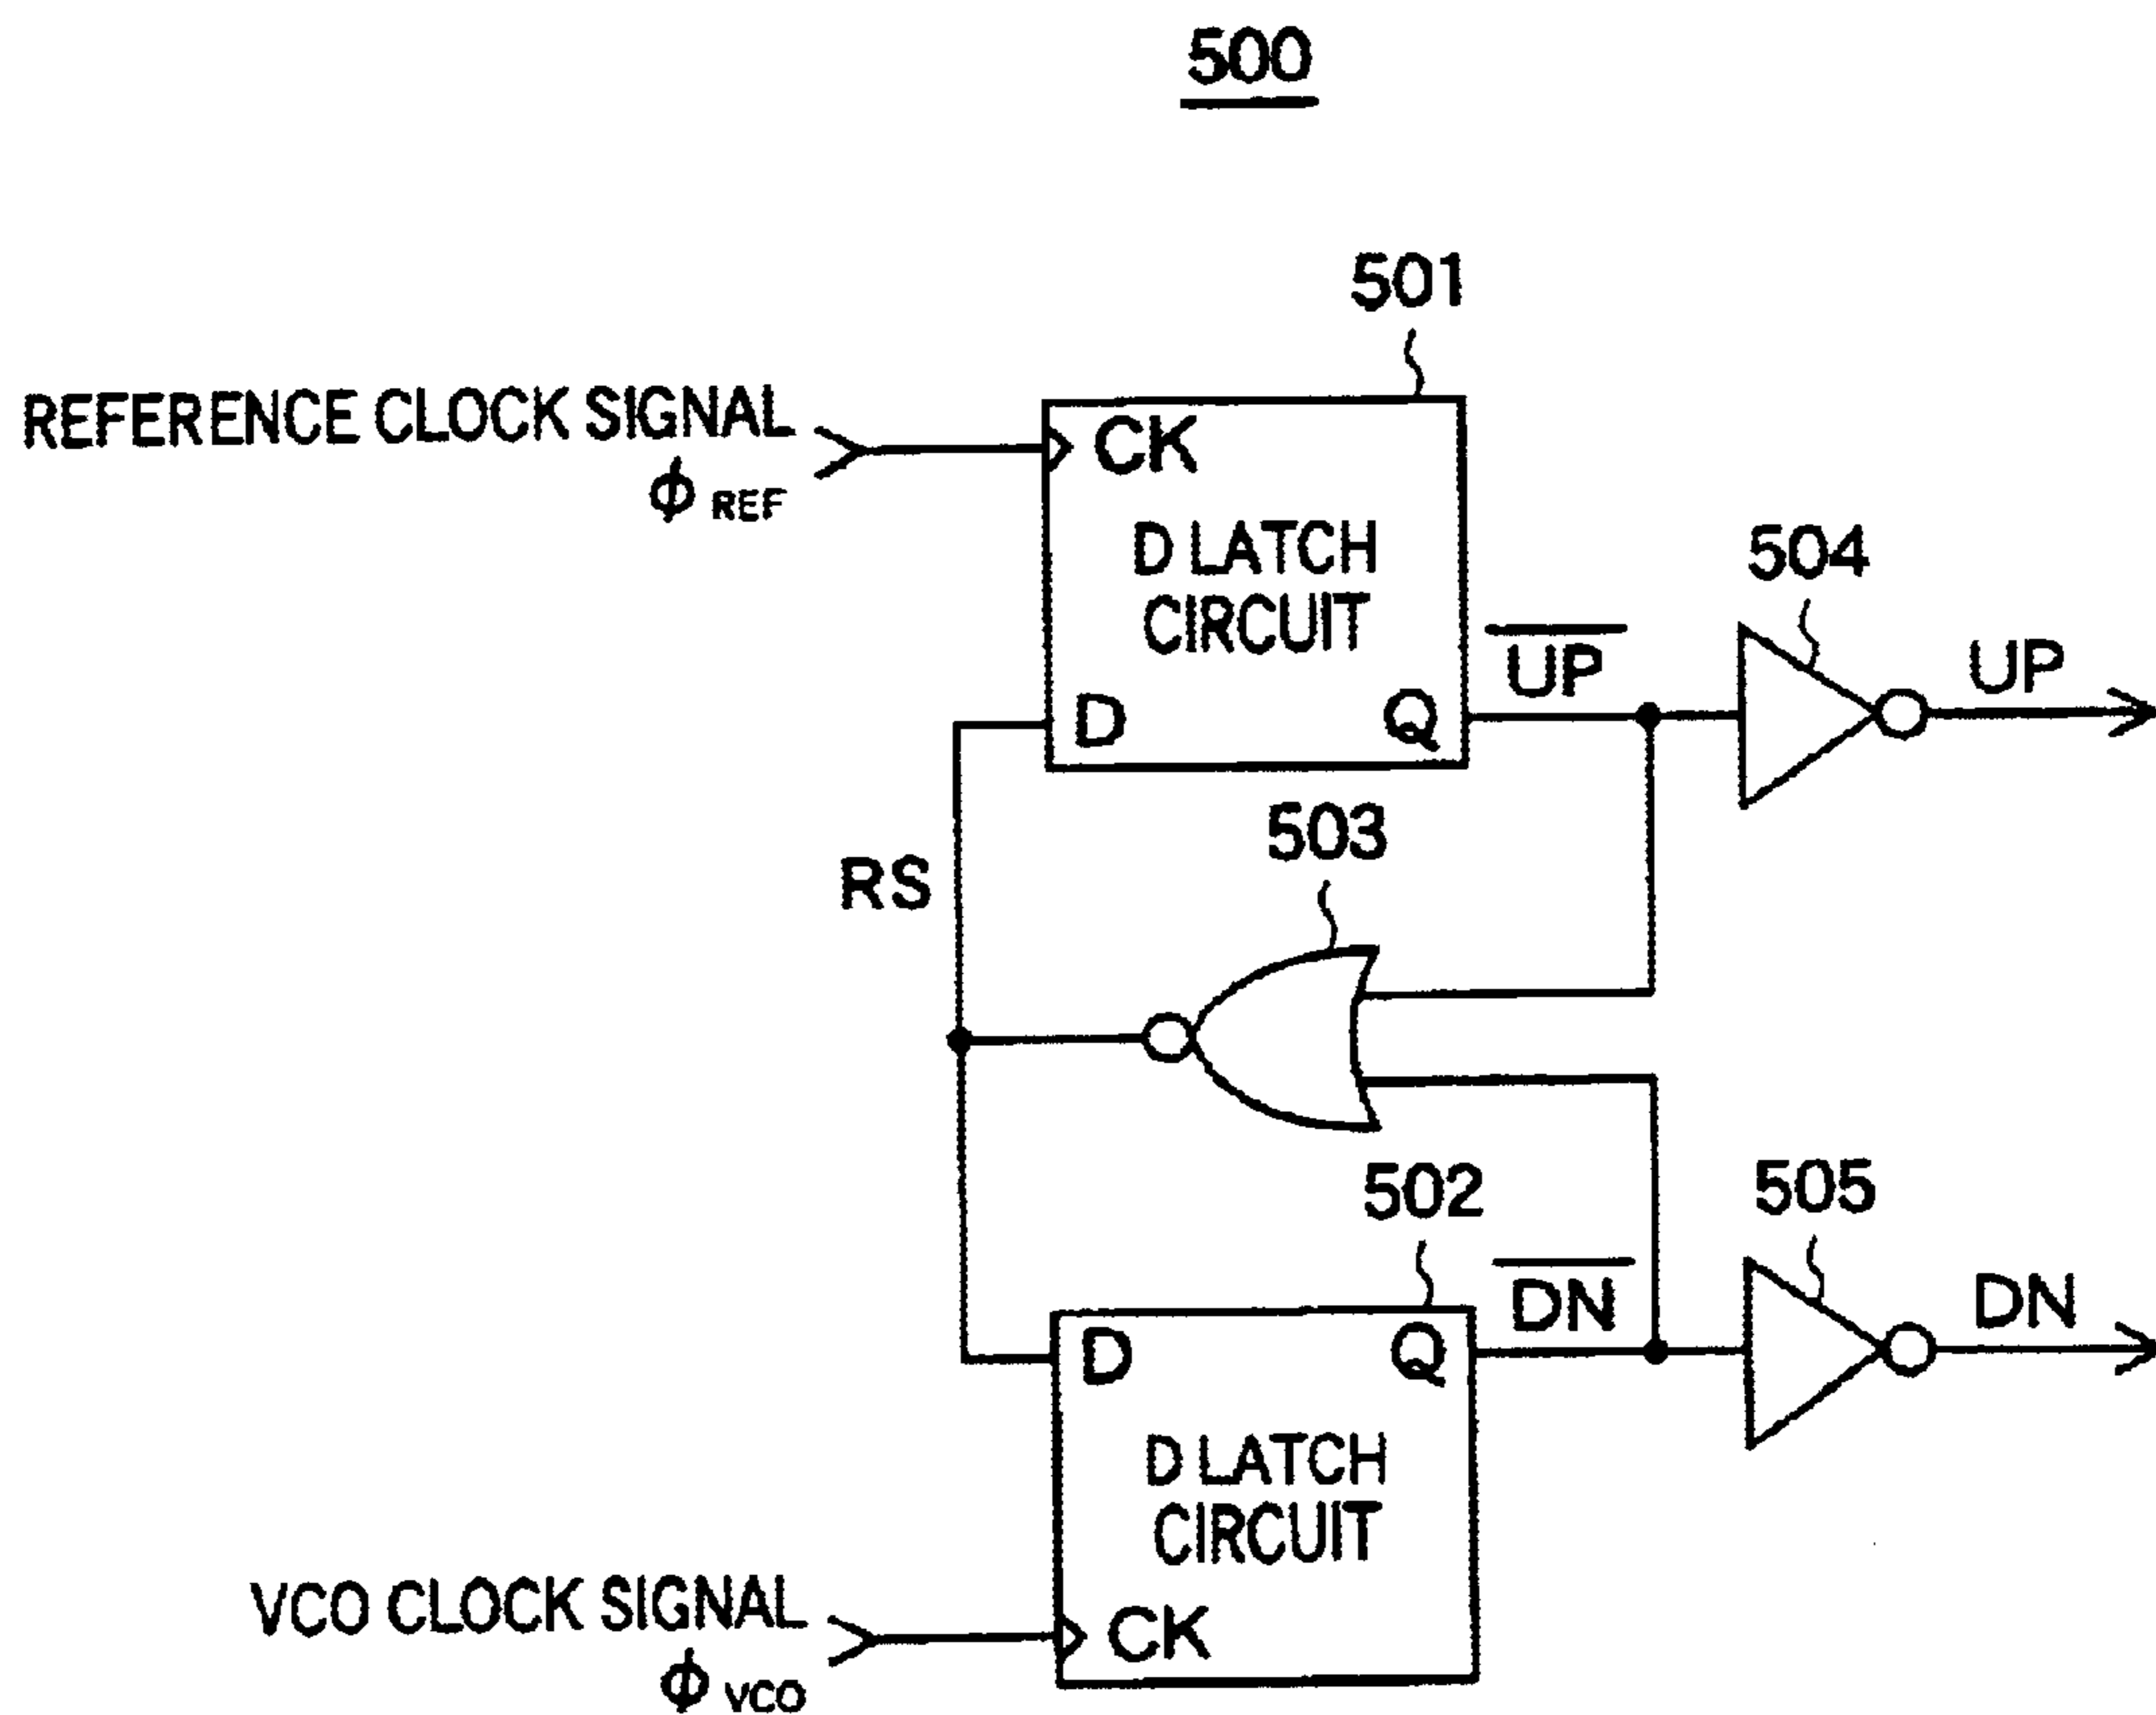 500
501
REFERENCE CLOCK SIGNAL
ϕ REF
CK
D LATCH
CIRCUIT
D
Q
UP
504
UP
503
RS
502
505
D
Q
DN
DN
D LATCH
CIRCUIT
VCO CLOCK SIGNAL
ϕ VCO
CK